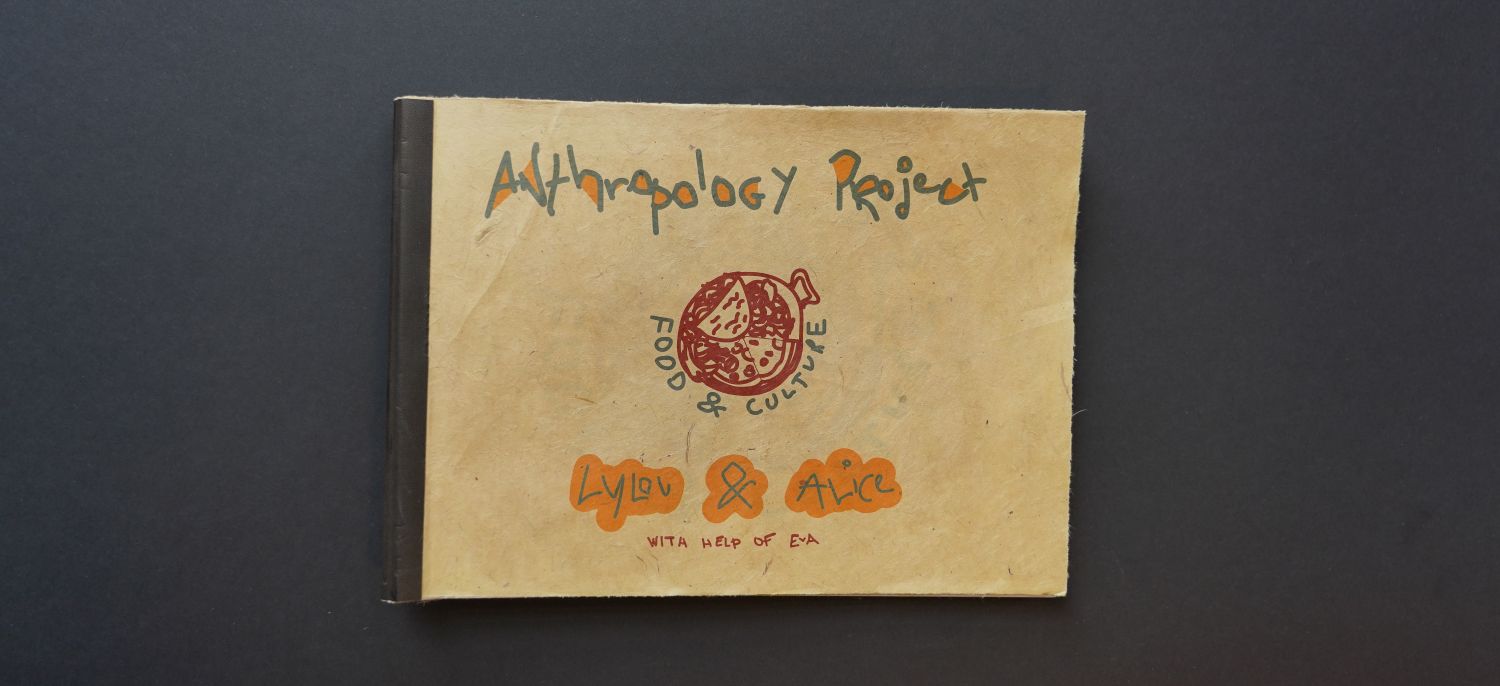 ANthropoloGY PRoject
FOOD & CULTURE
LyLou & ALice
WITH HELP OF EvA